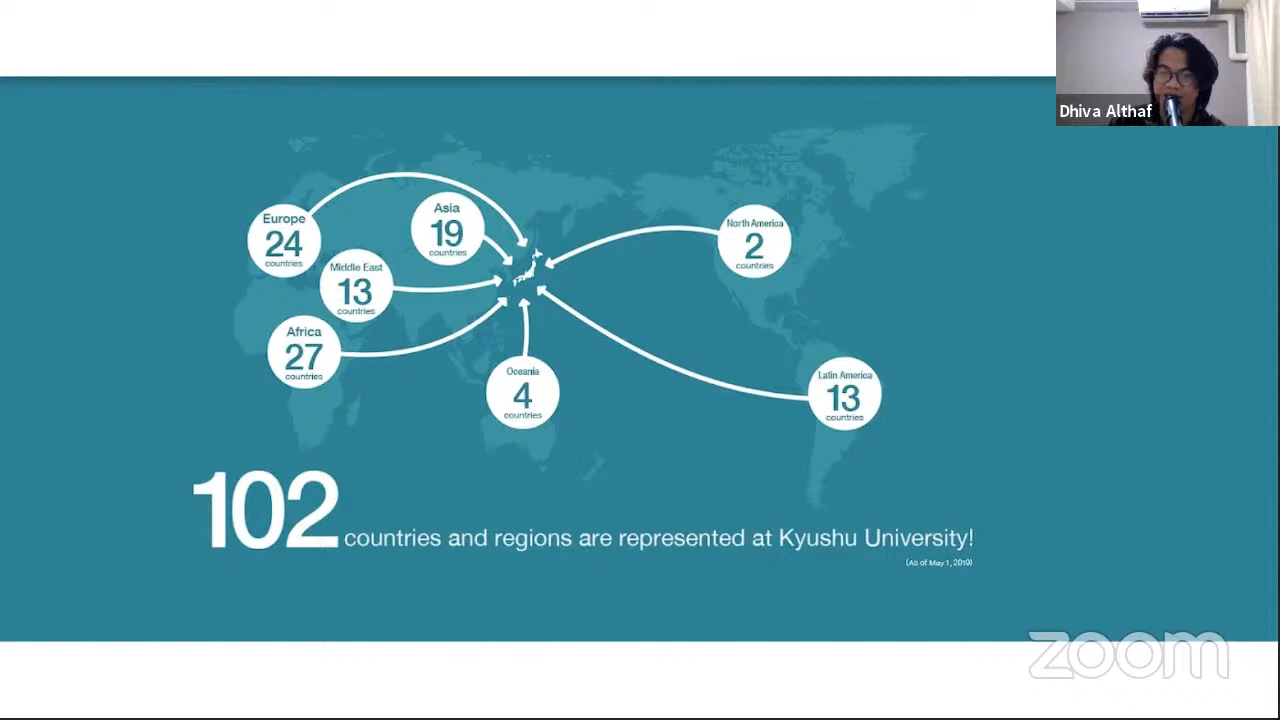 Dhiva Althaf
Europe
24
countries
Asia
19
countries
Middle East
13
countries
Africa
27
countries
Oceania
4
countries
North America
2
countries
Latin America
13
countries
102 countries and regions are represented at Kyushu University!
(As of May 1, 2019)
zoom